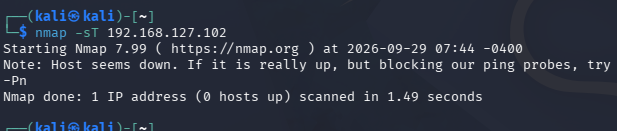 ┌──(kali㉿kali)-[~]
└─$ nmap -sT 192.168.127.102
Starting Nmap 7.99 ( https://nmap.org ) at 2026-09-29 07:44 -0400
Note: Host seems down. If it is really up, but blocking our ping probes, try
-Pn
Nmap done: 1 IP address (0 hosts up) scanned in 1.49 seconds
┌──(kali㉿kali)-[~]